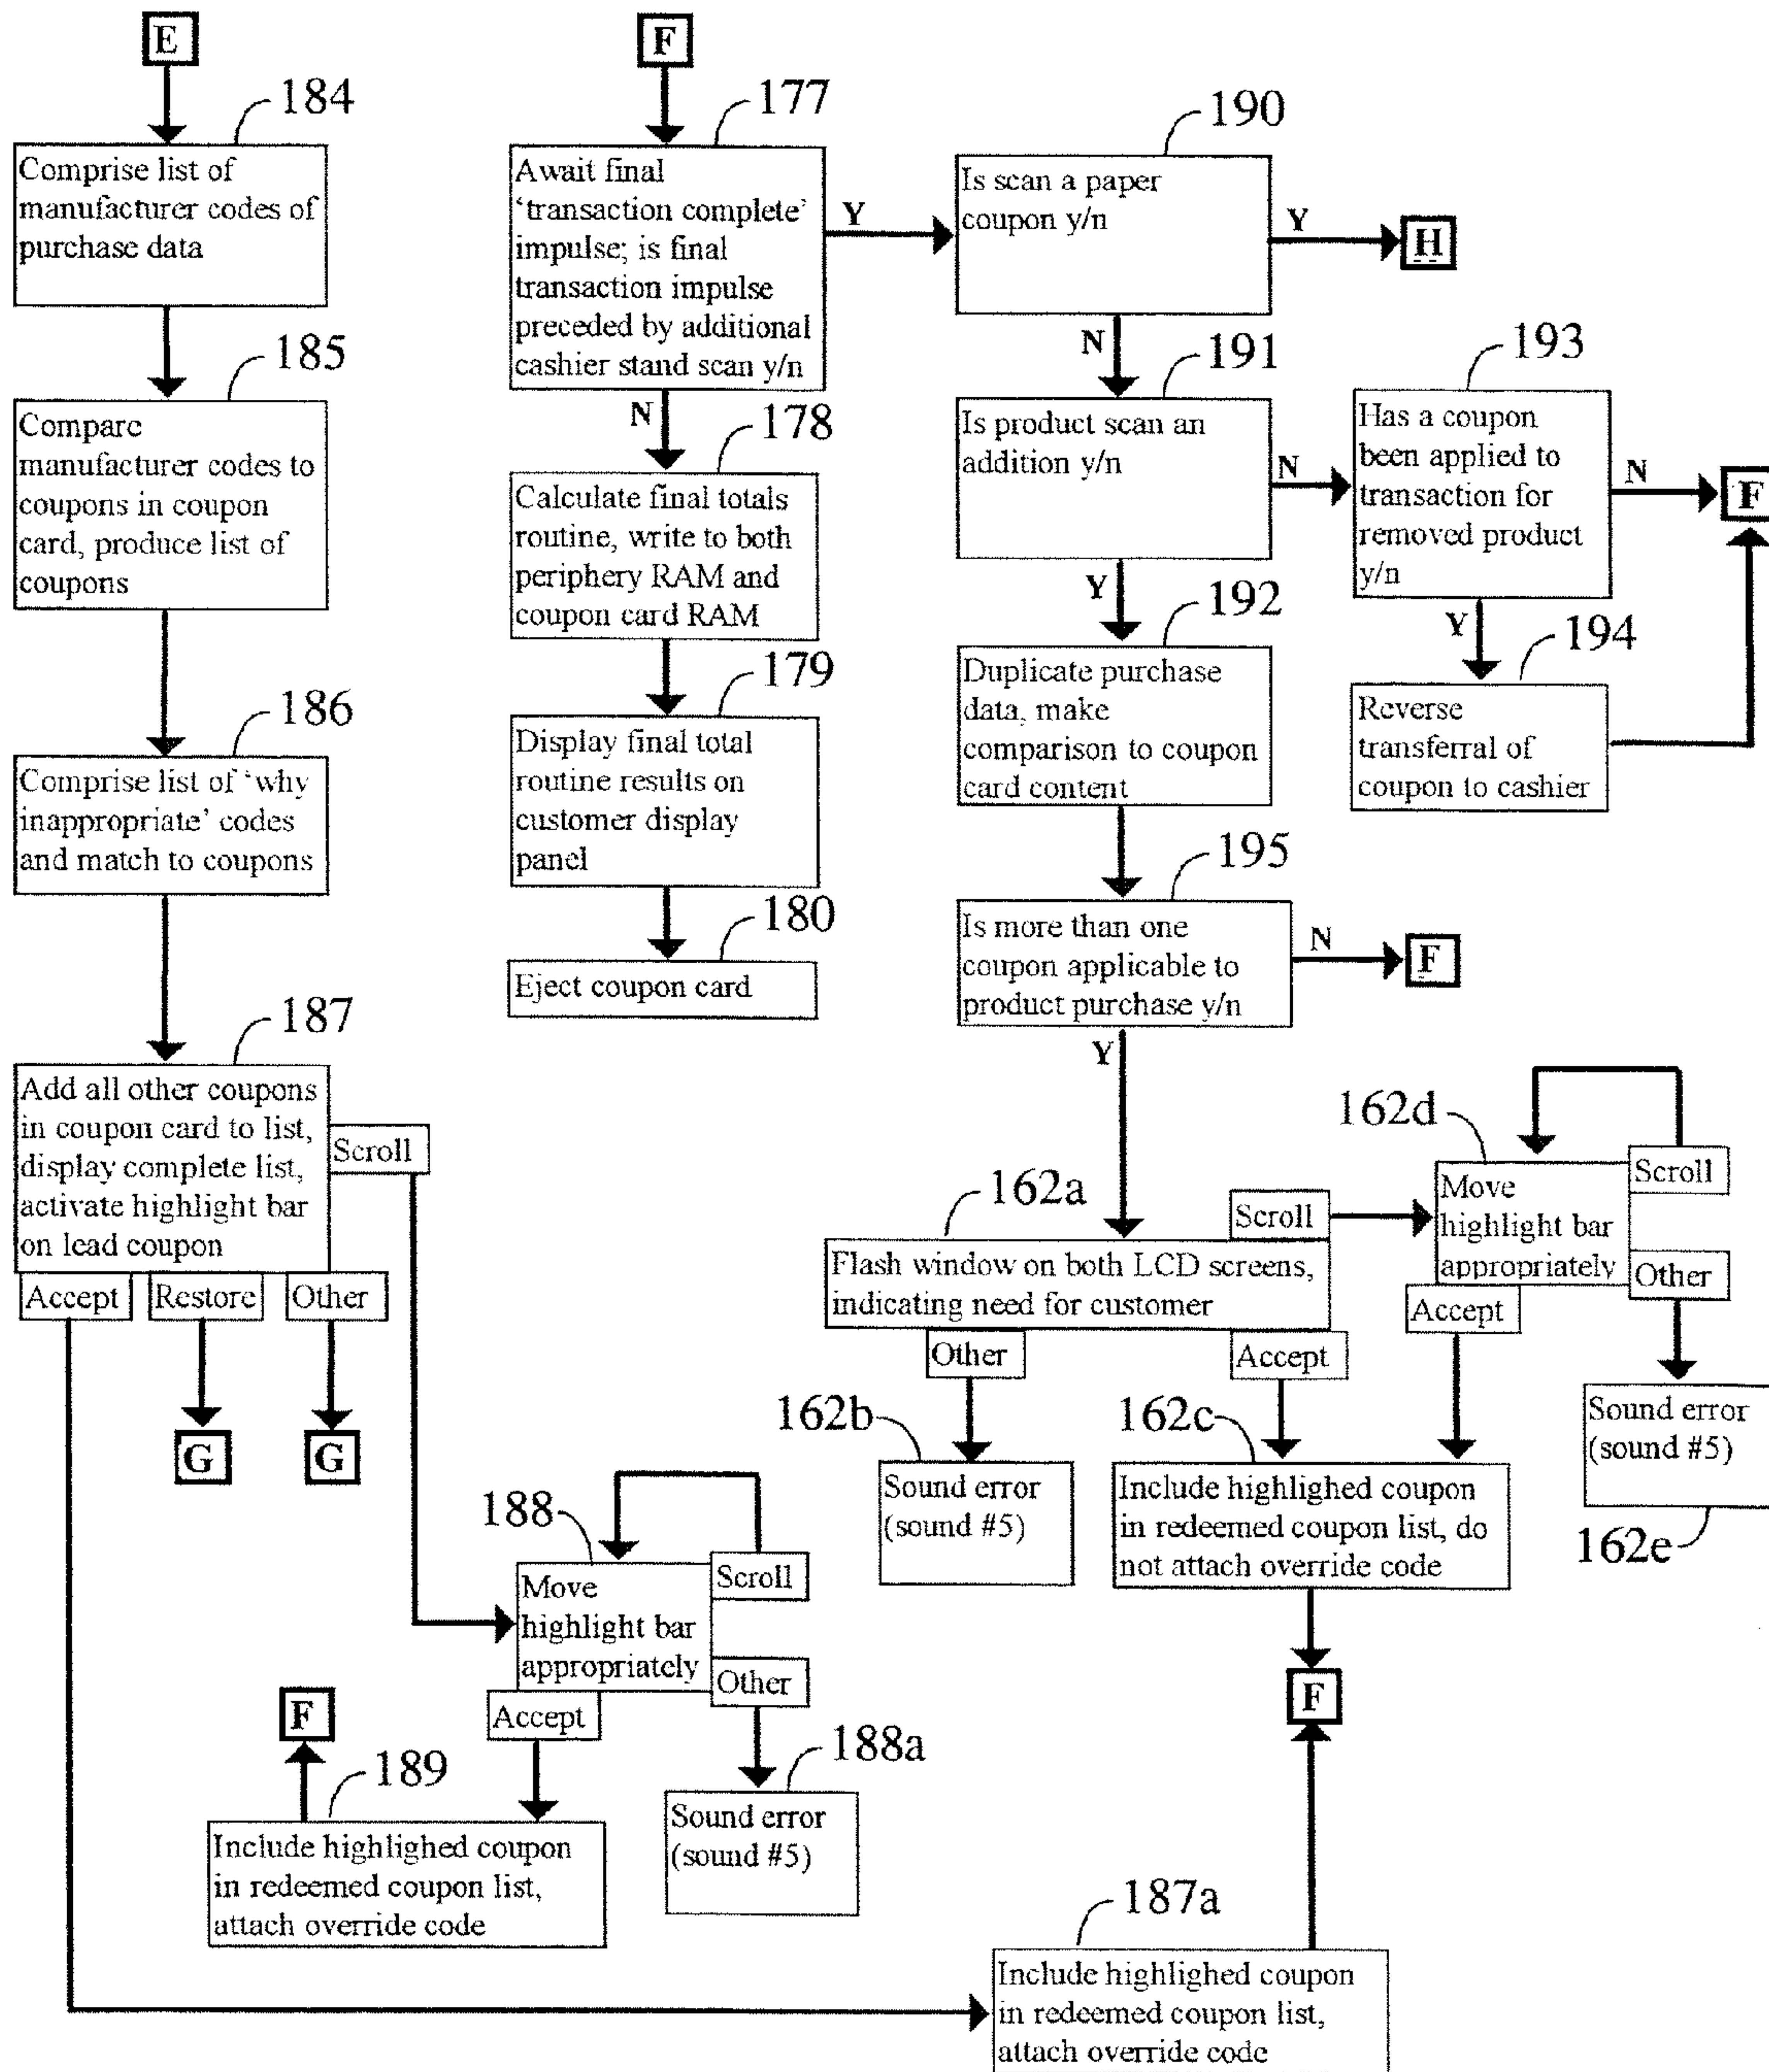 E
184
Comprise list of
manufacturer codes of
purchase data
185
Compare
manufacturer codes to
coupons in coupon
card, produce list of
coupons
186
Comprise list of ‘why
inappropriate’ codes
and match to coupons
187
Add all other coupons
in coupon card to list,
display complete list,
activate highlight bar
on lead coupon
Scroll
Accept
Restore
Other
G
G
188
Move
highlight bar
appropriately
Scroll
Other
Accept
188a
Sound error
(sound #5)
F
189
Include highlighed coupon
in redeemed coupon list,
attach override code
187a
Include highlighed coupon
in redeemed coupon list,
attach override code
F
177
Await final
‘transaction complete’
impulse; is final
transaction impulse
preceded by additional
cashier stand scan y/n
Y
N
178
Calculate final totals
routine, write to both
periphery RAM and
coupon card RAM
179
Display final total
routine results on
customer display
panel
180
Eject coupon card
190
Is scan a paper
coupon y/n
Y
H
N
191
Is product scan an
addition y/n
N
Y
193
Has a coupon
been applied to
transaction for
removed product
y/n
N
F
Y
194
Reverse
transferral of
coupon to cashier
192
Duplicate purchase
data, make
comparison to coupon
card content
195
Is more than one
coupon applicable to
product purchase y/n
N
F
Y
162a
Flash window on both LCD screens,
indicating need for customer
Scroll
Other
Accept
162d
Move
highlight bar
appropriately
Scroll
Other
Accept
162b
Sound error
(sound #5)
162c
Include highlighed coupon
in redeemed coupon list, do
not attach override code
Sound error
(sound #5)
162e
F